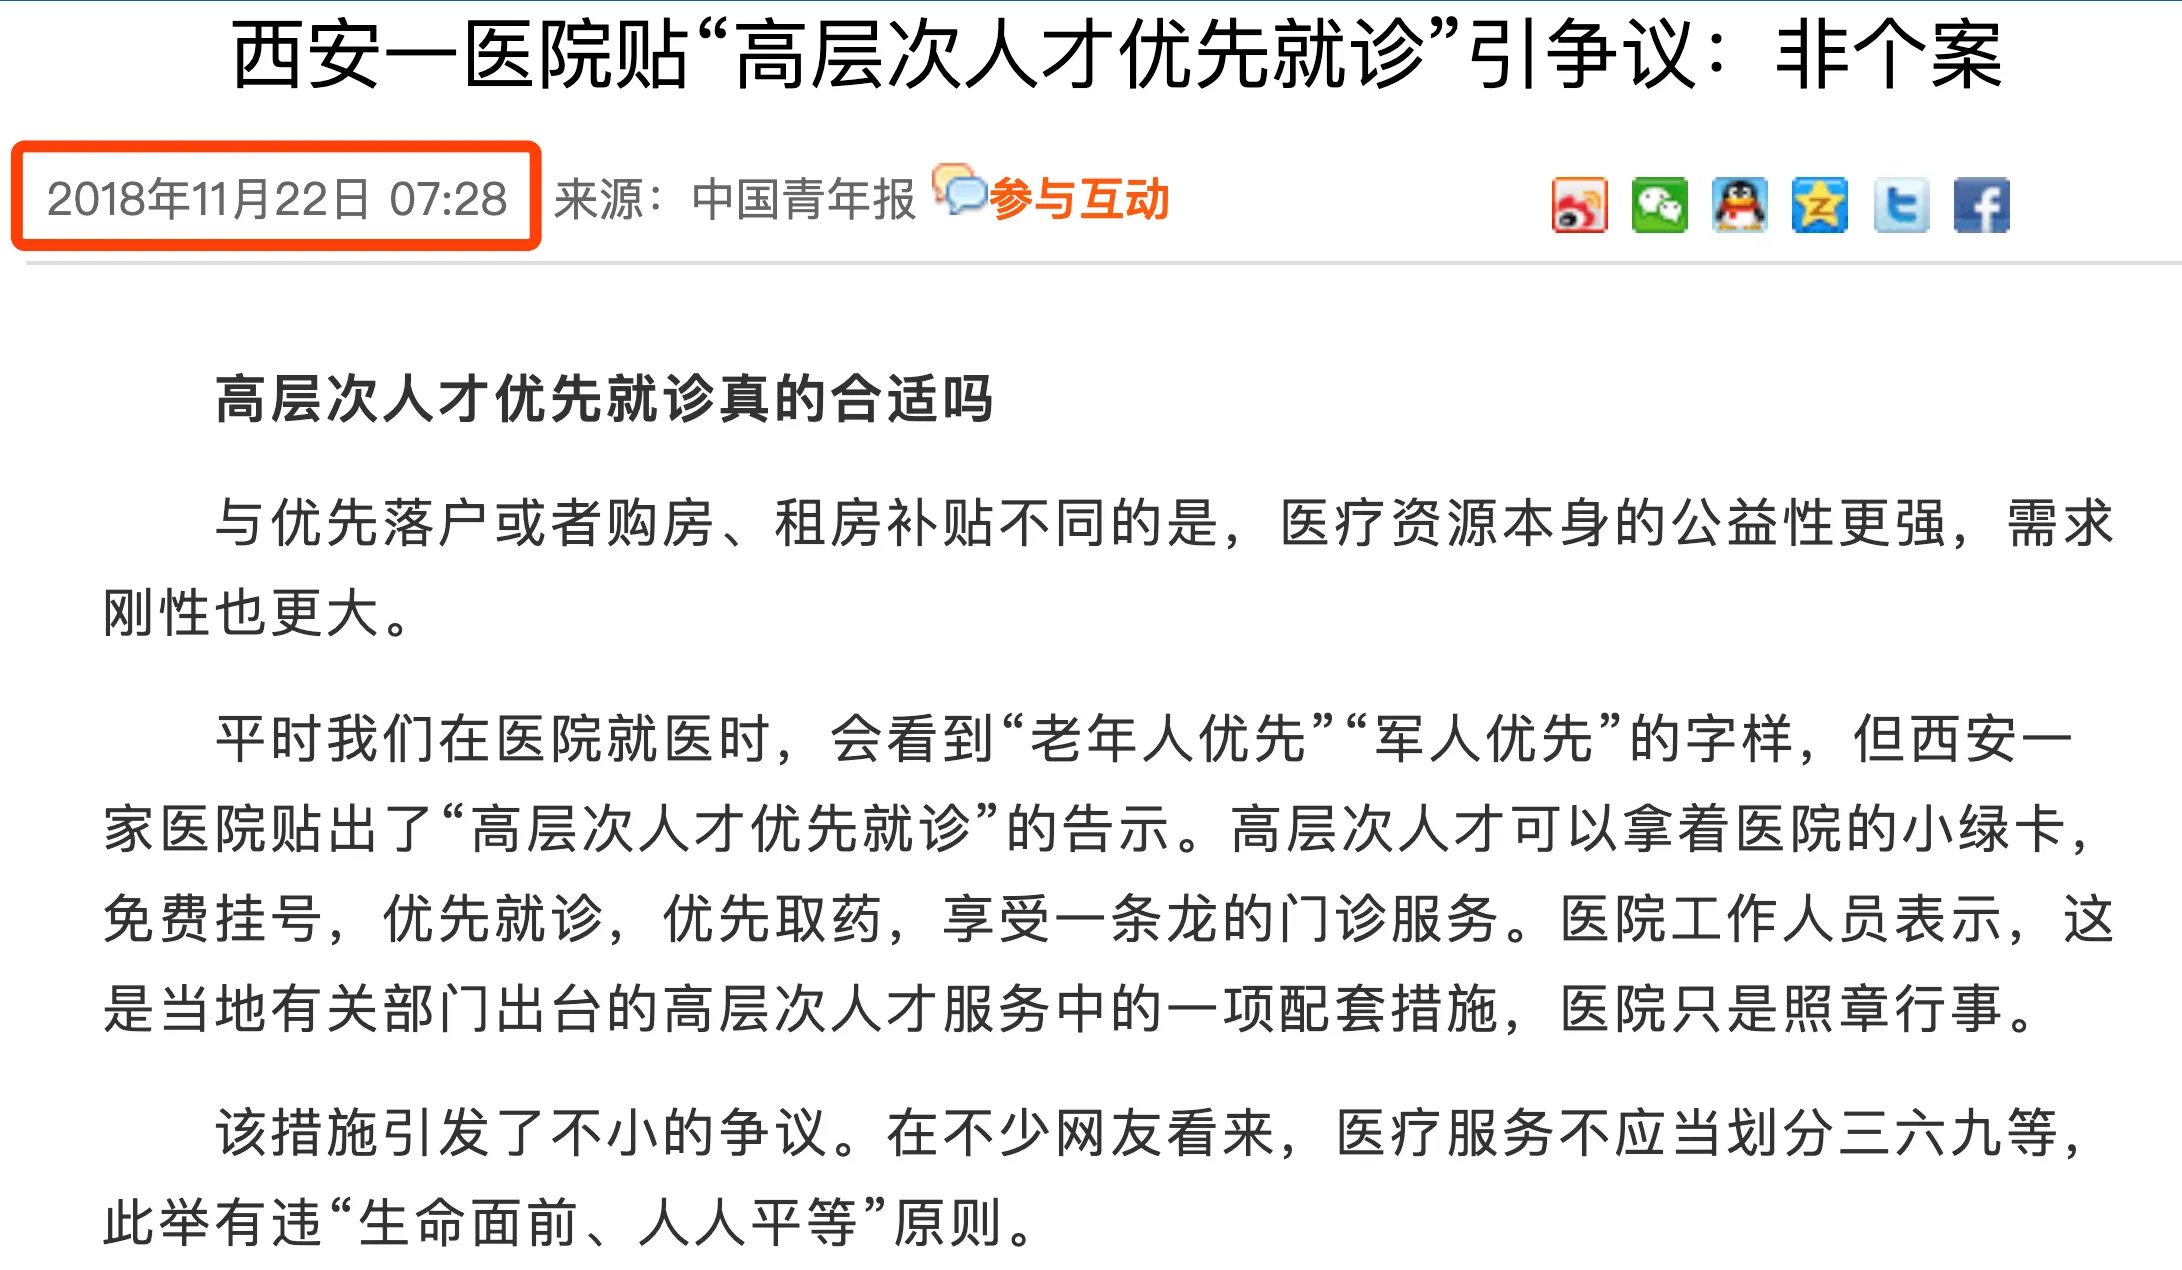 西安一医院贴“高层次人才优先就诊”引争议：非个案
2018年11月22日 07:28 来源：中国青年报 参与互动
高层次人才优先就诊真的合适吗
与优先落户或者购房、租房补贴不同的是，医疗资源本身的公益性更强，需求
刚性也更大。
平时我们在医院就医时，会看到“老年人优先”“军人优先”的字样，但西安一
家医院贴出了“高层次人才优先就诊”的告示。高层次人才可以拿着医院的小绿卡，
免费挂号，优先就诊，优先取药，享受一条龙的门诊服务。医院工作人员表示，这
是当地有关部门出台的高层次人才服务中的一项配套措施，医院只是照章行事。
该措施引发了不小的争议。在不少网友看来，医疗服务不应当划分三六九等，
此举有违“生命面前、人人平等”原则。